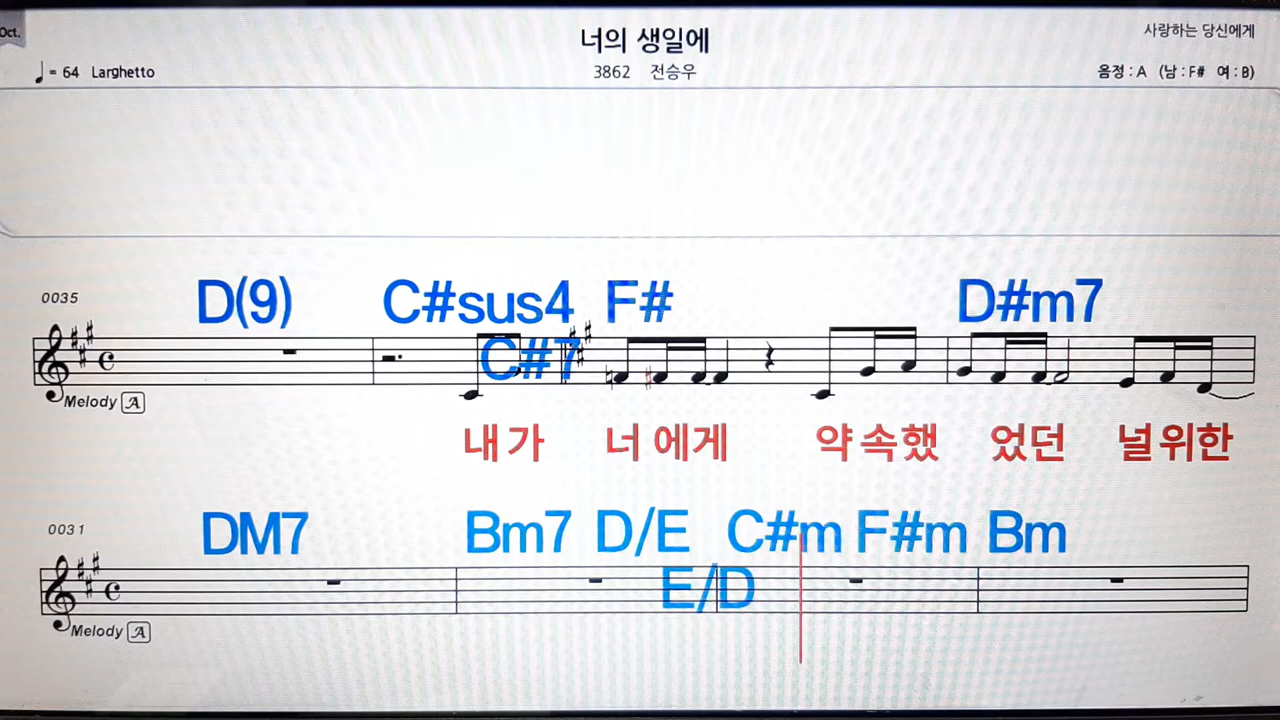 Oct.
너의 생일에
사랑하는 당신에게
♩ = 64 Larghetto
3862 전승우
음정 : A (남 : F# 여 : B)
0035
D(9) C#sus4 F# D#m7
C#7
Melody A
내가 너에게 약속했 었던 널위한
0031
DM7 Bm7 D/E C#m F#m Bm
E/D
Melody A